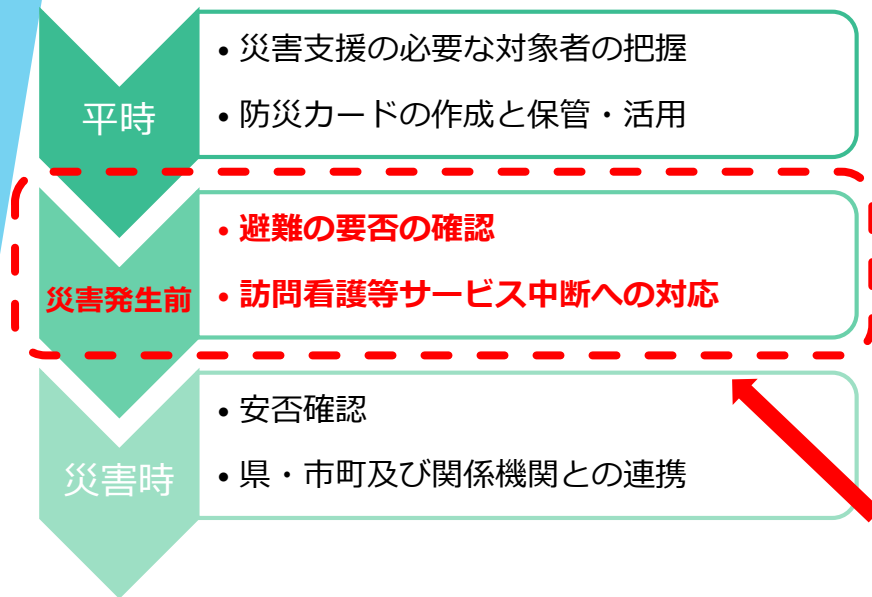 平時
• 災害支援の必要な対象者の把握
• 防災カードの作成と保管・活用
災害発生前
• 避難の要否の確認
• 訪問看護等サービス中断への対応
災害時
• 安否確認
• 県・市町及び関係機関との連携